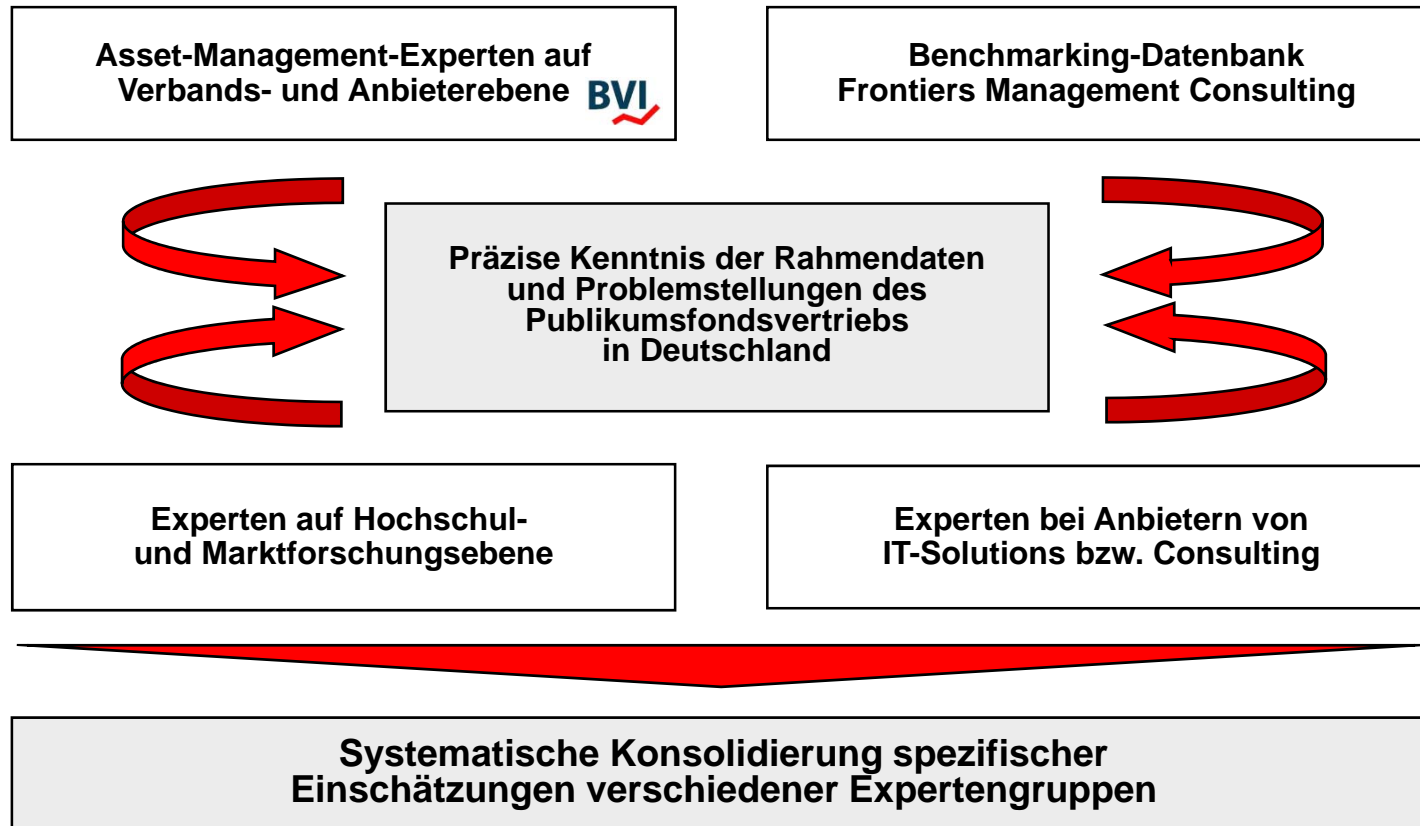 Asset-Management-Experten auf
Verbands- und Anbieterebene BVI
Benchmarking-Datenbank
Frontiers Management Consulting
Präzise Kenntnis der Rahmendaten
und Problemstellungen des
Publikumsfondsvertriebs
in Deutschland
Experten auf Hochschul-
und Marktforschungsebene
Experten bei Anbietern von
IT-Solutions bzw. Consulting
Systematische Konsolidierung spezifischer
Einschätzungen verschiedener Expertengruppen